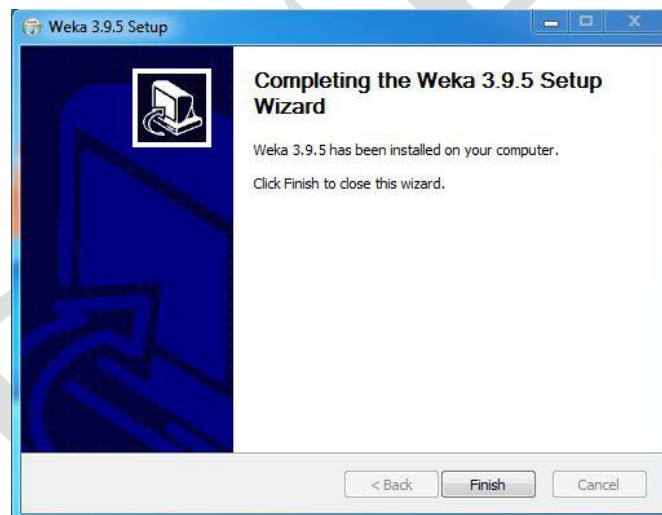 Weka 3.9.5 Setup
Completing the Weka 3.9.5 Setup
Wizard
Weka 3.9.5 has been installed on your computer.
Click Finish to close this wizard.
< Back
Finish
Cancel